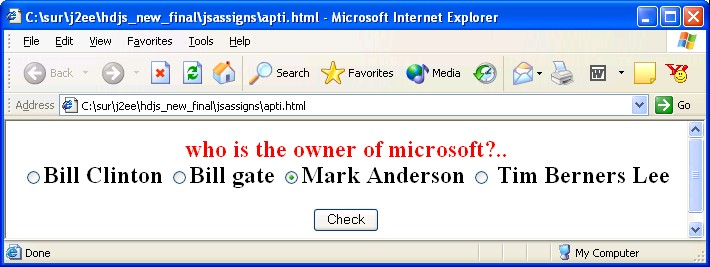 C:\sur\j2ee\hdjs_new_final\jsassigns\apti.html - Microsoft Internet Explorer
File Edit View Favorites Tools Help
Back Search Favorites Media
Address C:\sur\j2ee\hdjs_new_final\jsassigns\apti.html Go
who is the owner of microsoft?..
Bill Clinton Bill gate Mark Anderson Tim Berners Lee
Check
Done My Computer